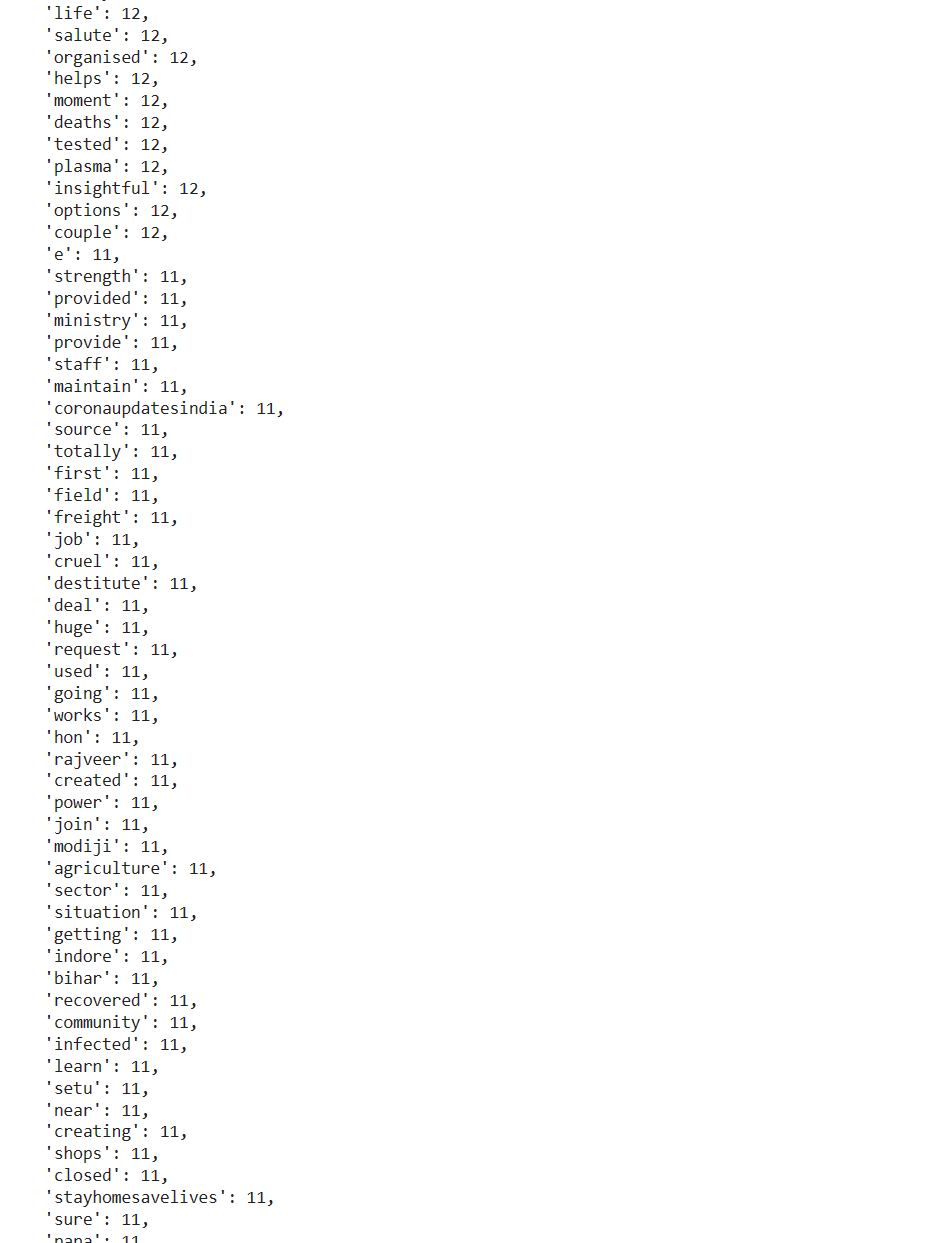 'life': 12,
'salute': 12,
'organised': 12,
'helps': 12,
'moment': 12,
'deaths': 12,
'tested': 12,
'plasma': 12,
'insightful': 12,
'options': 12,
'couple': 12,
'e': 11,
'strength': 11,
'provided': 11,
'ministry': 11,
'provide': 11,
'staff': 11,
'maintain': 11,
'coronaupdatesindia': 11,
'source': 11,
'totally': 11,
'first': 11,
'field': 11,
'freight': 11,
'job': 11,
'cruel': 11,
'destitute': 11,
'deal': 11,
'huge': 11,
'request': 11,
'used': 11,
'going': 11,
'works': 11,
'hon': 11,
'rajveer': 11,
'created': 11,
'power': 11,
'join': 11,
'modiji': 11,
'agriculture': 11,
'sector': 11,
'situation': 11,
'getting': 11,
'indore': 11,
'bihar': 11,
'recovered': 11,
'community': 11,
'infected': 11,
'learn': 11,
'setu': 11,
'near': 11,
'creating': 11,
'shops': 11,
'closed': 11,
'stayhomesavelives': 11,
'sure': 11,